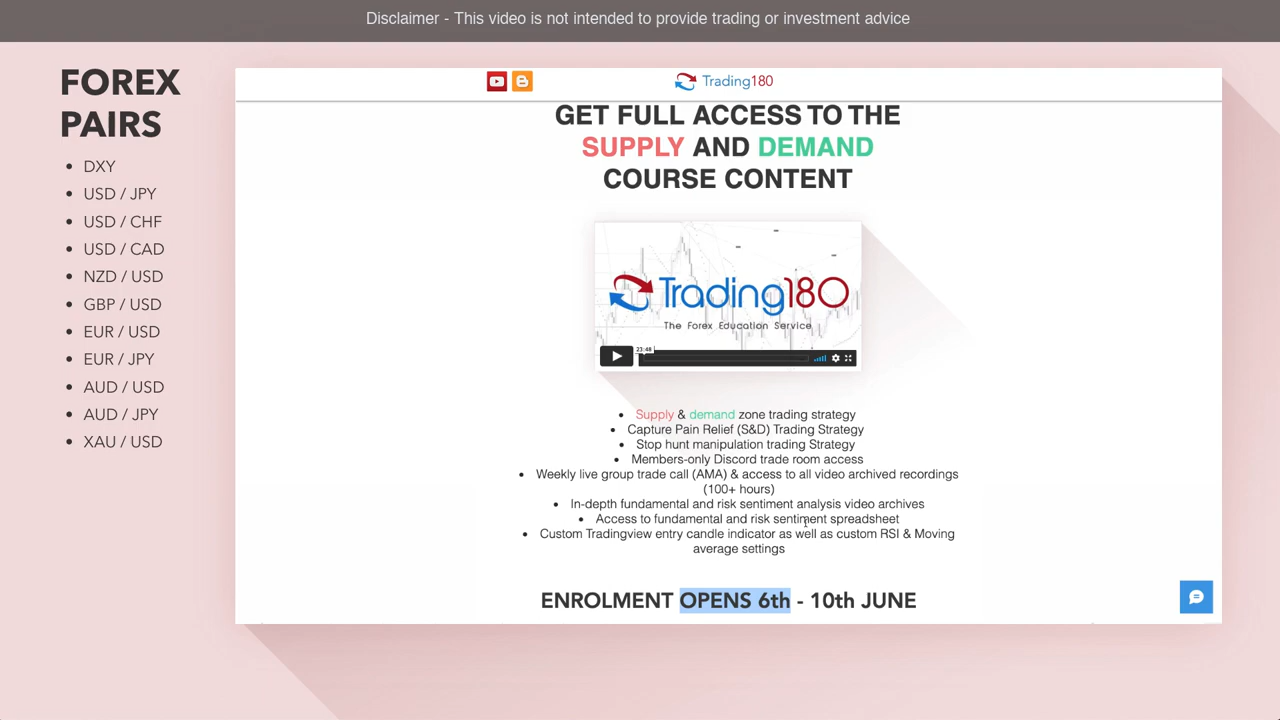 Disclaimer - This video is not intended to provide trading or investment advice
FOREX
PAIRS
• DXY
• USD / JPY
• USD / CHF
• USD / CAD
• NZD / USD
• GBP / USD
• EUR / USD
• EUR / JPY
• AUD / USD
• AUD / JPY
• XAU / USD
Trading180
GET FULL ACCESS TO THE
SUPPLY AND DEMAND
COURSE CONTENT
Trading180
The Forex Education Service
23:46
• Supply & demand zone trading strategy
• Capture Pain Relief (S&D) Trading Strategy
• Stop hunt manipulation trading Strategy
• Members-only Discord trade room access
• Weekly live group trade call (AMA) & access to all video archived recordings
(100+ hours)
• In-depth fundamental and risk sentiment analysis video archives
• Access to fundamental and risk sentiment spreadsheet
• Custom Tradingview entry candle indicator as well as custom RSI & Moving
average settings
ENROLMENT OPENS 6th - 10th JUNE